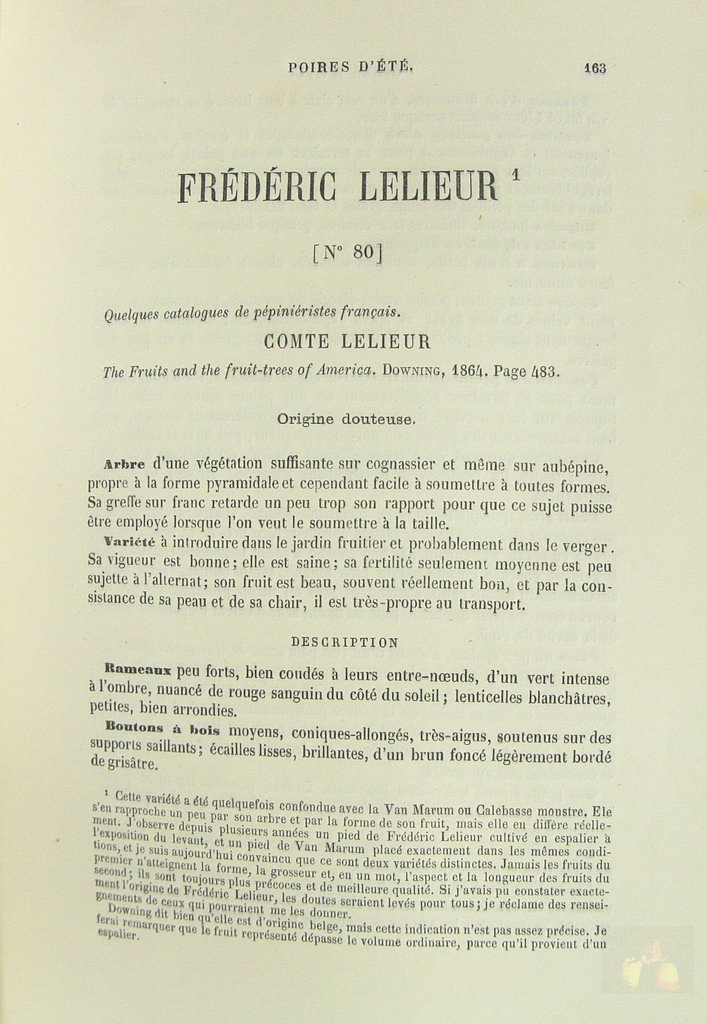 POIRES D'ÉTÉ. 163
FRÉDÉRIC LELIEUR ¹
[N° 80]
Quelques catalogues de pépiniéristes français.
COMTE LELIEUR
The Fruits and the fruit-trees of America. DOWNING, 1864. Page 483.
Origine douteuse.
Arbre d'une végétation suffisante sur cognassier et même sur aubépine,
propre à la forme pyramidale et cependant facile à soumettre à toutes formes.
Sa greffe sur franc retarde un peu trop son rapport pour que ce sujet puisse
être employé lorsque l'on veut le soumettre à la taille.
Variété à introduire dans le jardin fruitier et probablement dans le verger.
Sa vigueur est bonne; elle est saine; sa fertilité seulement moyenne est peu
sujette à l'alternat; son fruit est beau, souvent réellement bon, et par la con-
sistance de sa peau et de sa chair, il est très-propre au transport.
DESCRIPTION
Rameaux peu forts, bien coudés à leurs entre-nœuds, d'un vert intense
à l'ombre, nuancé de rouge sanguin du côté du soleil; lenticelles blanchâtres,
petites, bien arrondies.
Boutons à bois moyens, coniques-allongés, très-aigus, soutenus sur des
supports saillants; écailles lisses, brillantes, d'un brun foncé légèrement bordé
de grisâtre.
¹ Cette variété a été quelquefois confondue avec la Van Marum ou Calebasse monstre. Ele
s'en rapproche un peu par son arbre et par la forme de son fruit, mais elle en diffère réelle-
ment. J'observe depuis plusieurs années un pied de Frédéric Lelieur cultivé en espalier à
l'exposition du levant, et un pied de Van Marum placé exactement dans les mêmes condi-
tions, et je suis aujourd'hui convaincu que ce sont deux variétés distinctes. Jamais les fruits du
premier n'atteignent la forme, la grosseur et, en un mot, l'aspect et la longueur des fruits du
second; ils sont toujours plus précoces et de meilleure qualité. Si j'avais pu constater exacte-
ment l'origine de Frédéric Lelieur, les doutes seraient levés pour tous; je réclame des rensei-
gnements de ceux qui pourraient me les donner.
Downing dit bien qu'elle est d'origine belge, mais cette indication n'est pas assez précise. Je
ferai remarquer que le fruit représenté dépasse le volume ordinaire, parce qu'il provient d'un
espalier.